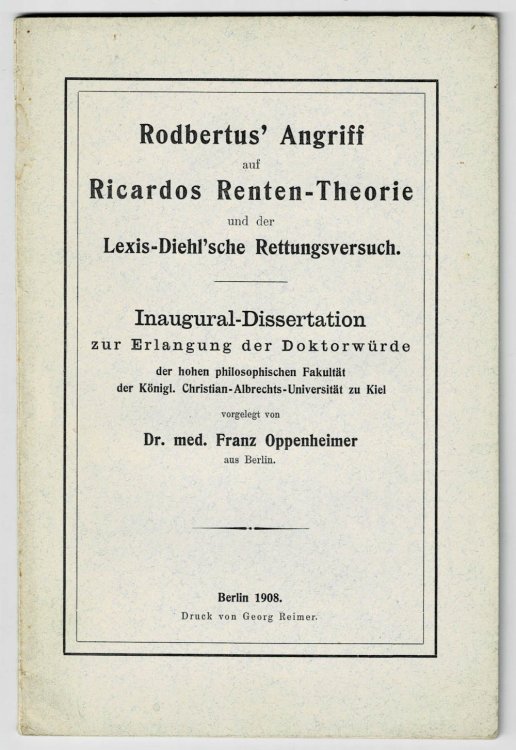 Rodbertus' Angriff
auf
Ricardos Renten-Theorie
und der
Lexis-Diehl'sche Rettungsversuch.
Inaugural-Dissertation
zur Erlangung der Doktorwürde
der hohen philosophischen Fakultät
der Königl. Christian-Albrechts-Universität zu Kiel
vorgelegt von
Dr. med. Franz Oppenheimer
aus Berlin.
Berlin 1908.
Druck von Georg Reimer.